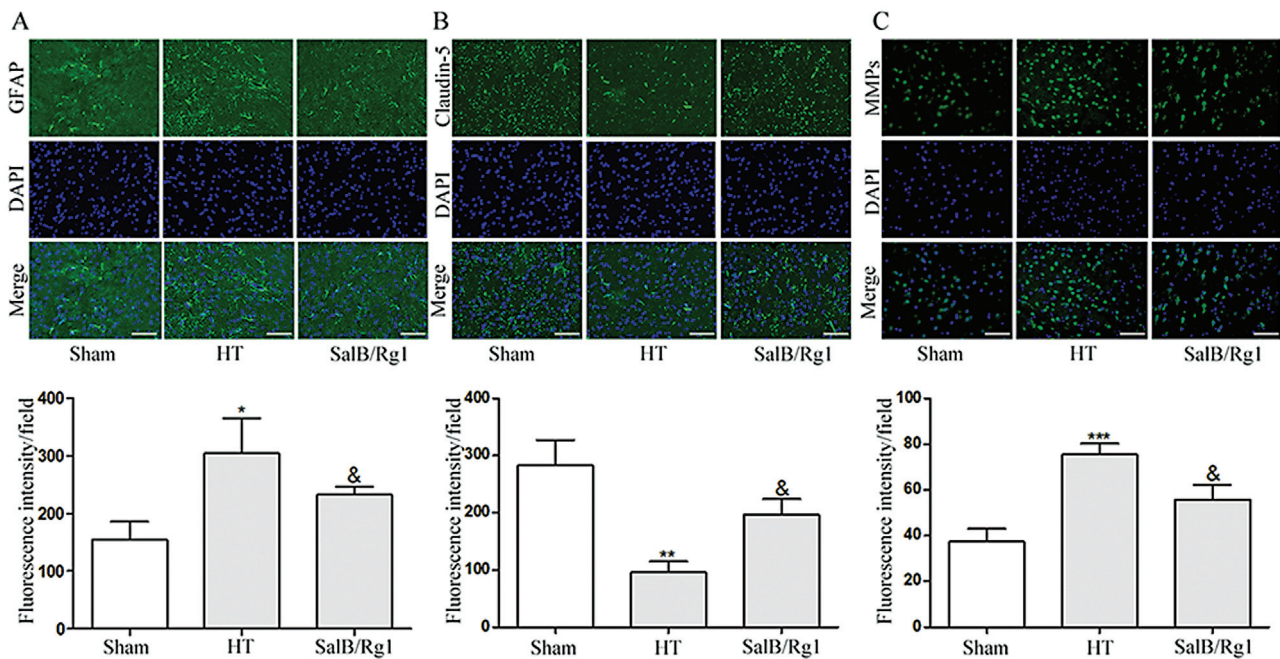 A
GFAP
DAPI
Merge
Sham HT SalB/Rg1
Fluorescence intensity/field
400
300
200
100
0
*
&
Sham HT SalB/Rg1
B
Claudin-5
DAPI
Merge
Sham HT SalB/Rg1
Fluorescence intensity/field
400
300
200
100
0
**
&
Sham HT SalB/Rg1
C
MMPs
DAPI
Merge
Sham HT SalB/Rg1
Fluorescence intensity/field
100
80
60
40
20
0
***
&
Sham HT SalB/Rg1